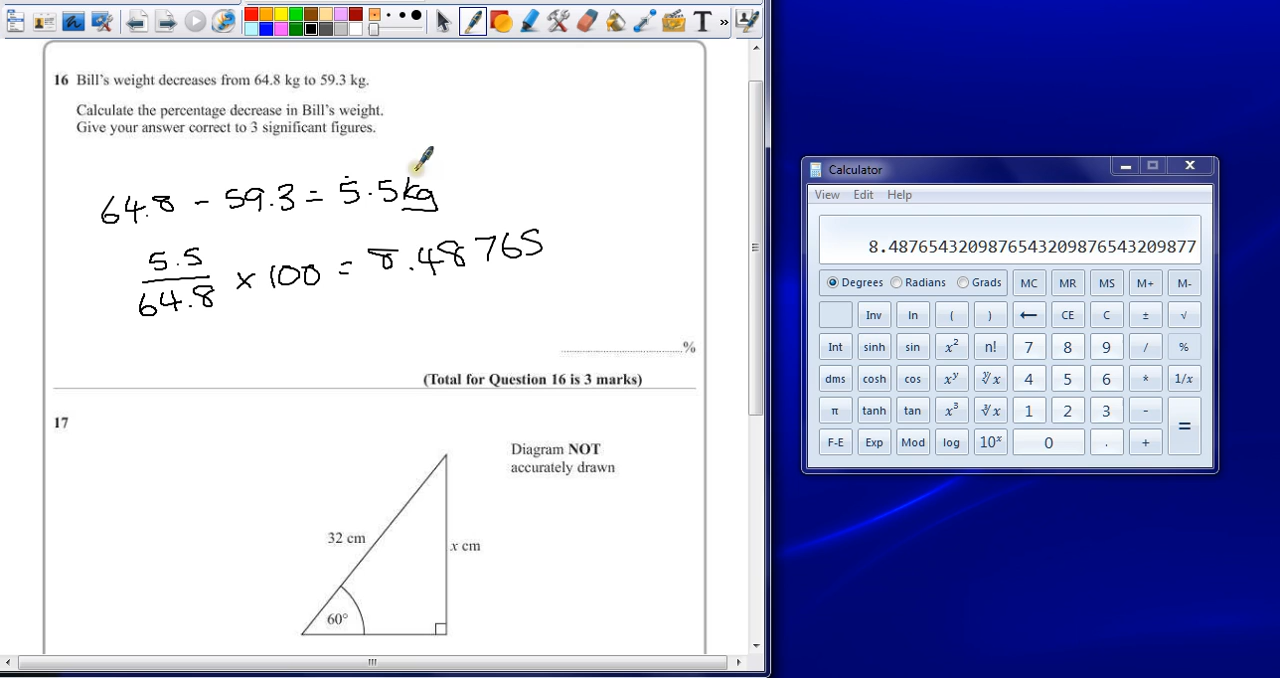 16 Bill's weight decreases from 64.8 kg to 59.3 kg.
Calculate the percentage decrease in Bill's weight.
Give your answer correct to 3 significant figures.
64.8 - 59.3 = 5.5kg
5.5
64.8
× 100 = 8.48765
%
(Total for Question 16 is 3 marks)
17
Diagram NOT
accurately drawn
32 cm
x cm
60°
T »
Calculator
View Edit Help
8.4876543209876543209876543209877
Degrees Radians Grads MC MR MS M+ M-
Inv ln ( ) ← CE C ± √
Int sinh sin x² n! 7 8 9 / %
dms cosh cos xʸ ʸ√x 4 5 6 * 1/x
π tanh tan x³ ³√x 1 2 3 - =
F-E Exp Mod log 10ˣ 0 . +